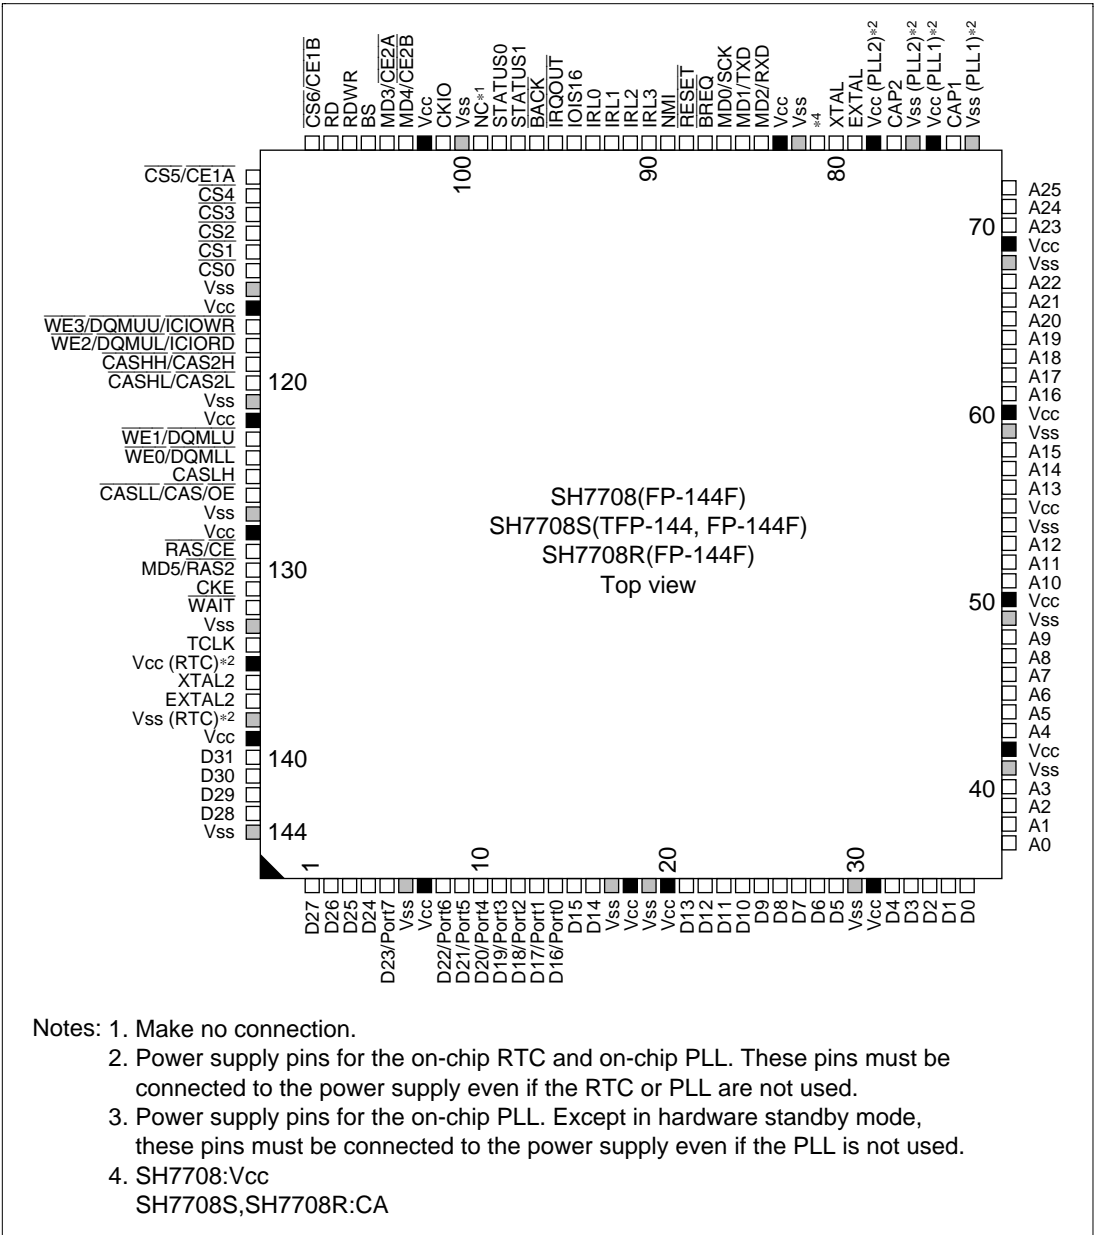 CS6/CE1B
RD
RDWR
BS
MD3/CE2A
MD4/CE2B
Vcc
CKIO
Vss
NC*1
STATUS0
STATUS1
BACK
IRQOUT
IOIS16
IRL0
IRL1
IRL2
IRL3
NMI
RESET
BREQ
MD0/SCK
MD1/TXD
MD2/RXD
Vcc
Vss
*4
XTAL
EXTAL
Vcc (PLL2)*2
CAP2
Vss (PLL2)*2
Vcc (PLL1)*2
CAP1
Vss (PLL1)*2
100
90
80
CS5/CE1A
CS4
CS3
CS2
CS1
CS0
Vss
Vcc
WE3/DQMUU/ICIOWR
WE2/DQMUL/ICIORD
CASHH/CAS2H
CASHL/CAS2L
120
Vss
Vcc
WE1/DQMLU
WE0/DQMLL
CASLH
CASLL/CAS/OE
Vss
Vcc
RAS/CE
MD5/RAS2
130
CKE
WAIT
Vss
TCLK
Vcc (RTC)*2
XTAL2
EXTAL2
Vss (RTC)*2
Vcc
D31
140
D30
D29
D28
Vss
144
SH7708(FP-144F)
SH7708S(TFP-144, FP-144F)
SH7708R(FP-144F)
Top view
A25
A24
70
A23
Vcc
Vss
A22
A21
A20
A19
A18
A17
A16
60
Vcc
Vss
A15
A14
A13
Vcc
Vss
A12
A11
A10
50
Vcc
Vss
A9
A8
A7
A6
A5
A4
Vcc
Vss
40
A3
A2
A1
A0
1
10
20
30
D27
D26
D25
D24
D23/Port7
Vss
Vcc
D22/Port6
D21/Port5
D20/Port4
D19/Port3
D18/Port2
D17/Port1
D16/Port0
D15
D14
Vss
Vcc
Vss
Vcc
D13
D12
D11
D10
D9
D8
D7
D6
D5
Vss
Vcc
D4
D3
D2
D1
D0
Notes: 1. Make no connection.
2. Power supply pins for the on-chip RTC and on-chip PLL. These pins must be
connected to the power supply even if the RTC or PLL are not used.
3. Power supply pins for the on-chip PLL. Except in hardware standby mode,
these pins must be connected to the power supply even if the PLL is not used.
4. SH7708:Vcc
SH7708S,SH7708R:CA